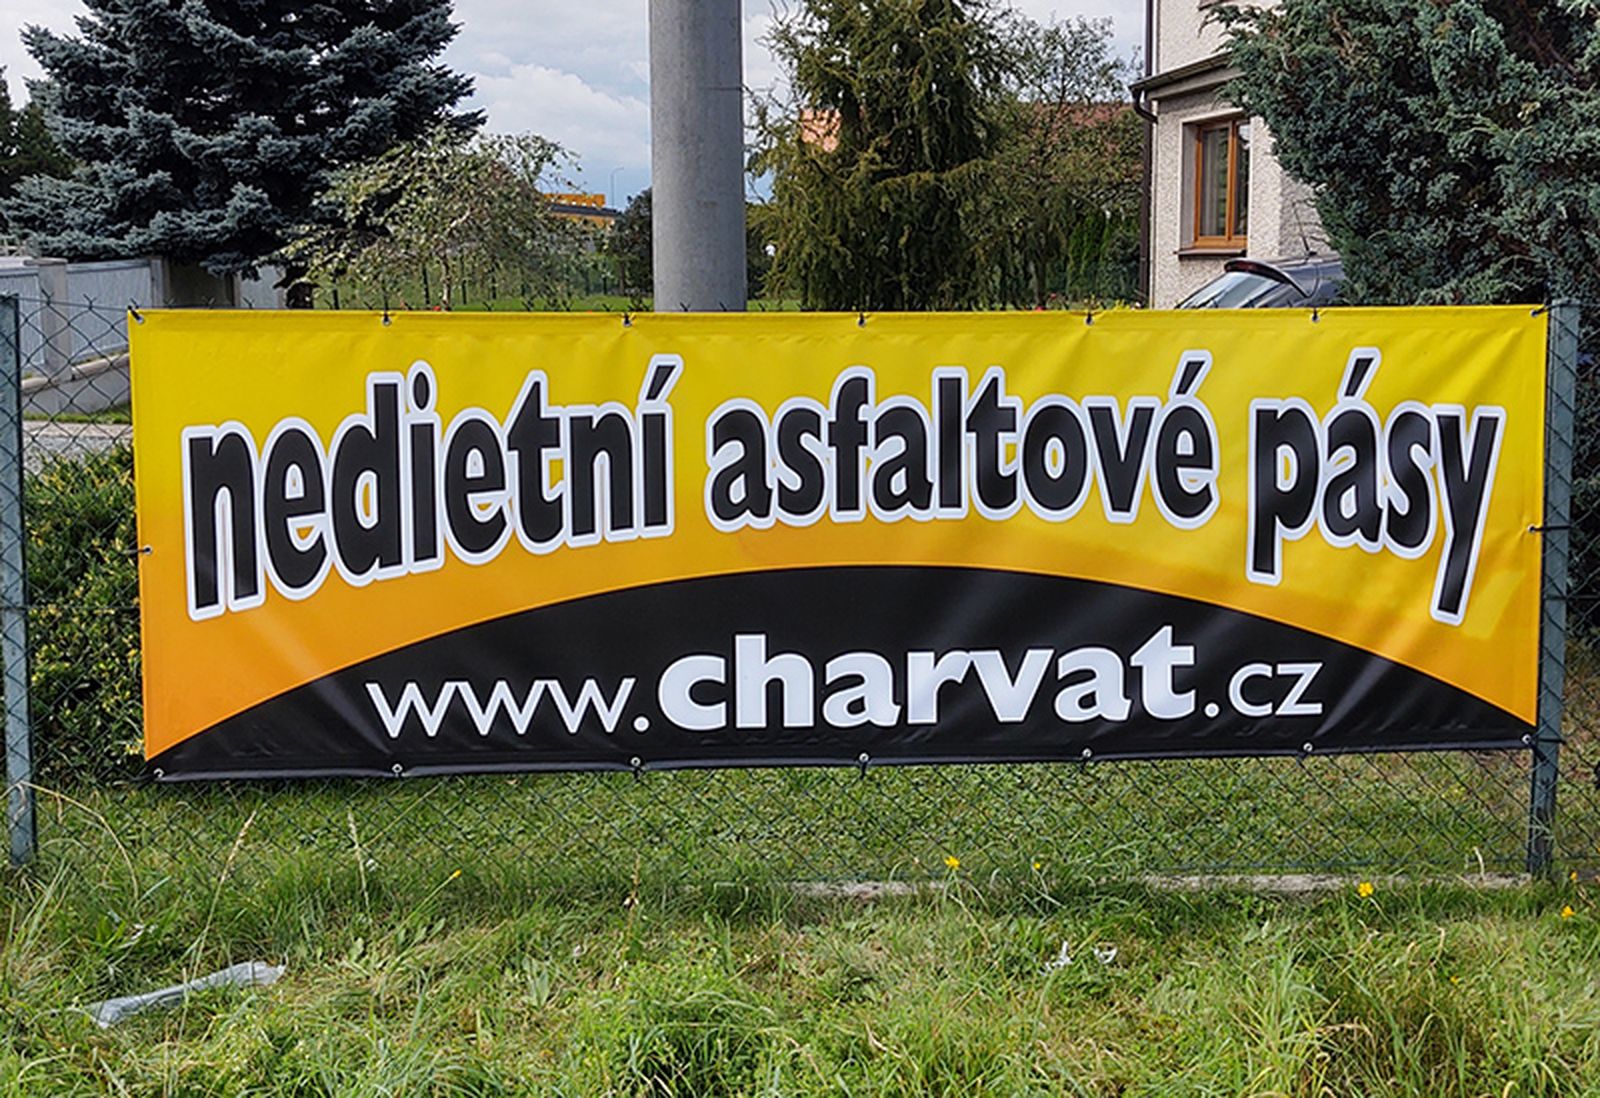 nedietní asfaltové pásy
www.charvat.cz